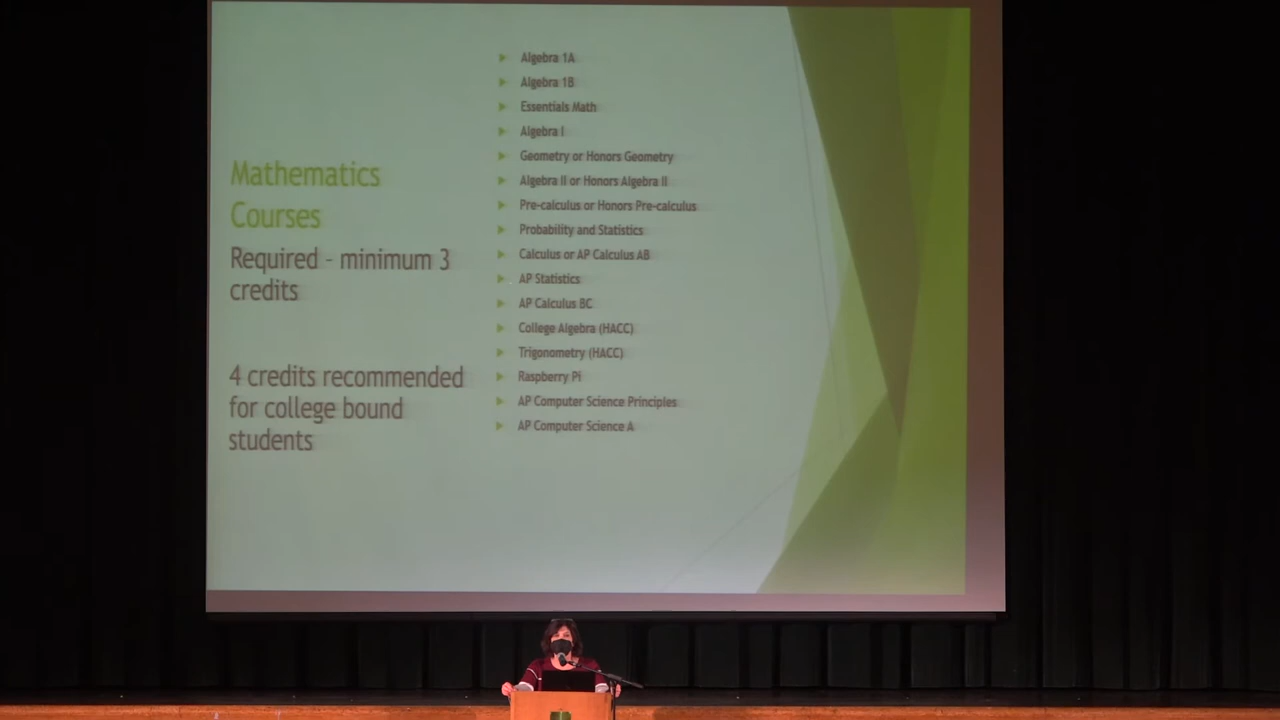 Mathematics
Courses
Required - minimum 3
credits
4 credits recommended
for college bound
students
Algebra 1A
Algebra 1B
Essentials Math
Algebra I
Geometry or Honors Geometry
Algebra II or Honors Algebra II
Pre-calculus or Honors Pre-calculus
Probability and Statistics
Calculus or AP Calculus AB
AP Statistics
AP Calculus BC
College Algebra (HACC)
Trigonometry (HACC)
Raspberry Pi
AP Computer Science Principles
AP Computer Science A